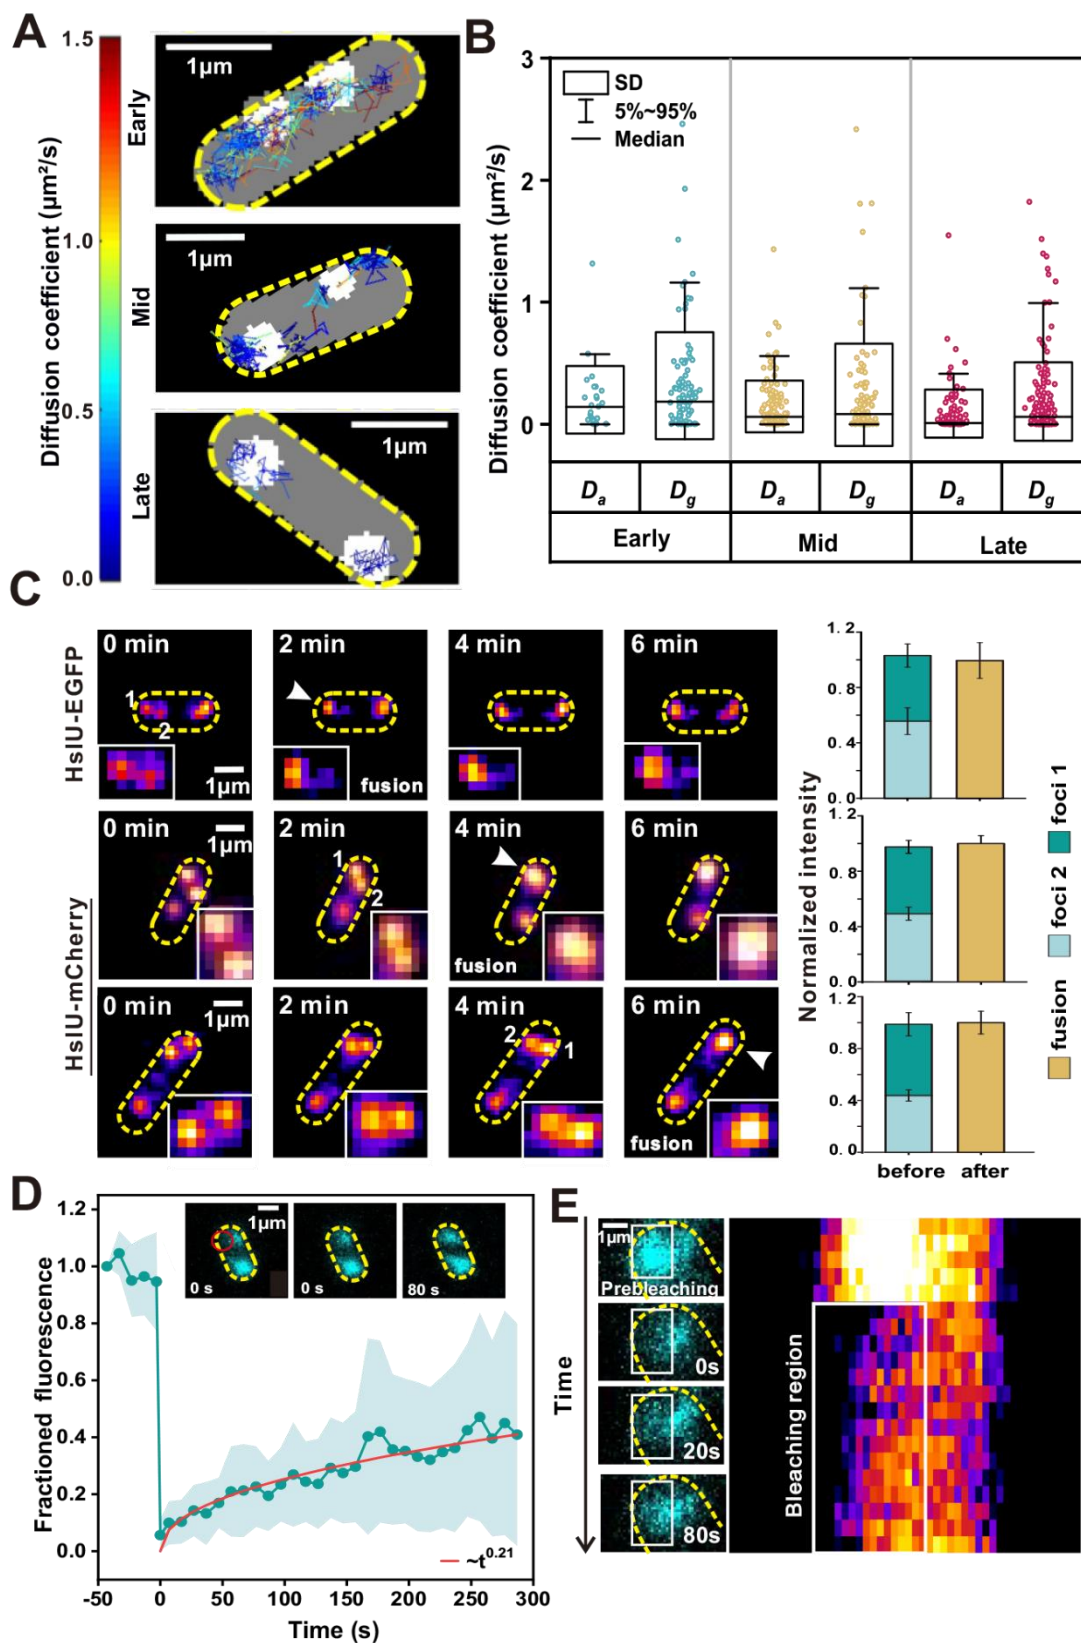 A
1.5
1.0
0.5
0.0
Diffusion coefficient (µm²/s)
Early
1µm
Mid
1µm
Late
1µm
B
Diffusion coefficient (µm²/s)
3
2
1
0
SD
5%~95%
Median
Da Dg Da Dg Da Dg
Early Mid Late
C
HslU-EGFP
0 min 2 min 4 min 6 min
1
2
1µm
fusion
HslU-mCherry
0 min 2 min 4 min 6 min
1µm
1
2
fusion
0 min 2 min 4 min 6 min
1µm
2
1
fusion
Normalized intensity
1.2
0.8
0.4
0.0
1.2
0.8
0.4
0.0
1.2
0.8
0.4
0.0
before after
foci 1
foci 2
fusion
D
Fractioned fluorescence
1.2
1.0
0.8
0.6
0.4
0.2
0.0
-50 0 50 100 150 200 250 300
Time (s)
1µm
0 s 0 s 80 s
~t^0.21
E
Time
1µm
Prebleaching
0s
20s
80s
Bleaching region